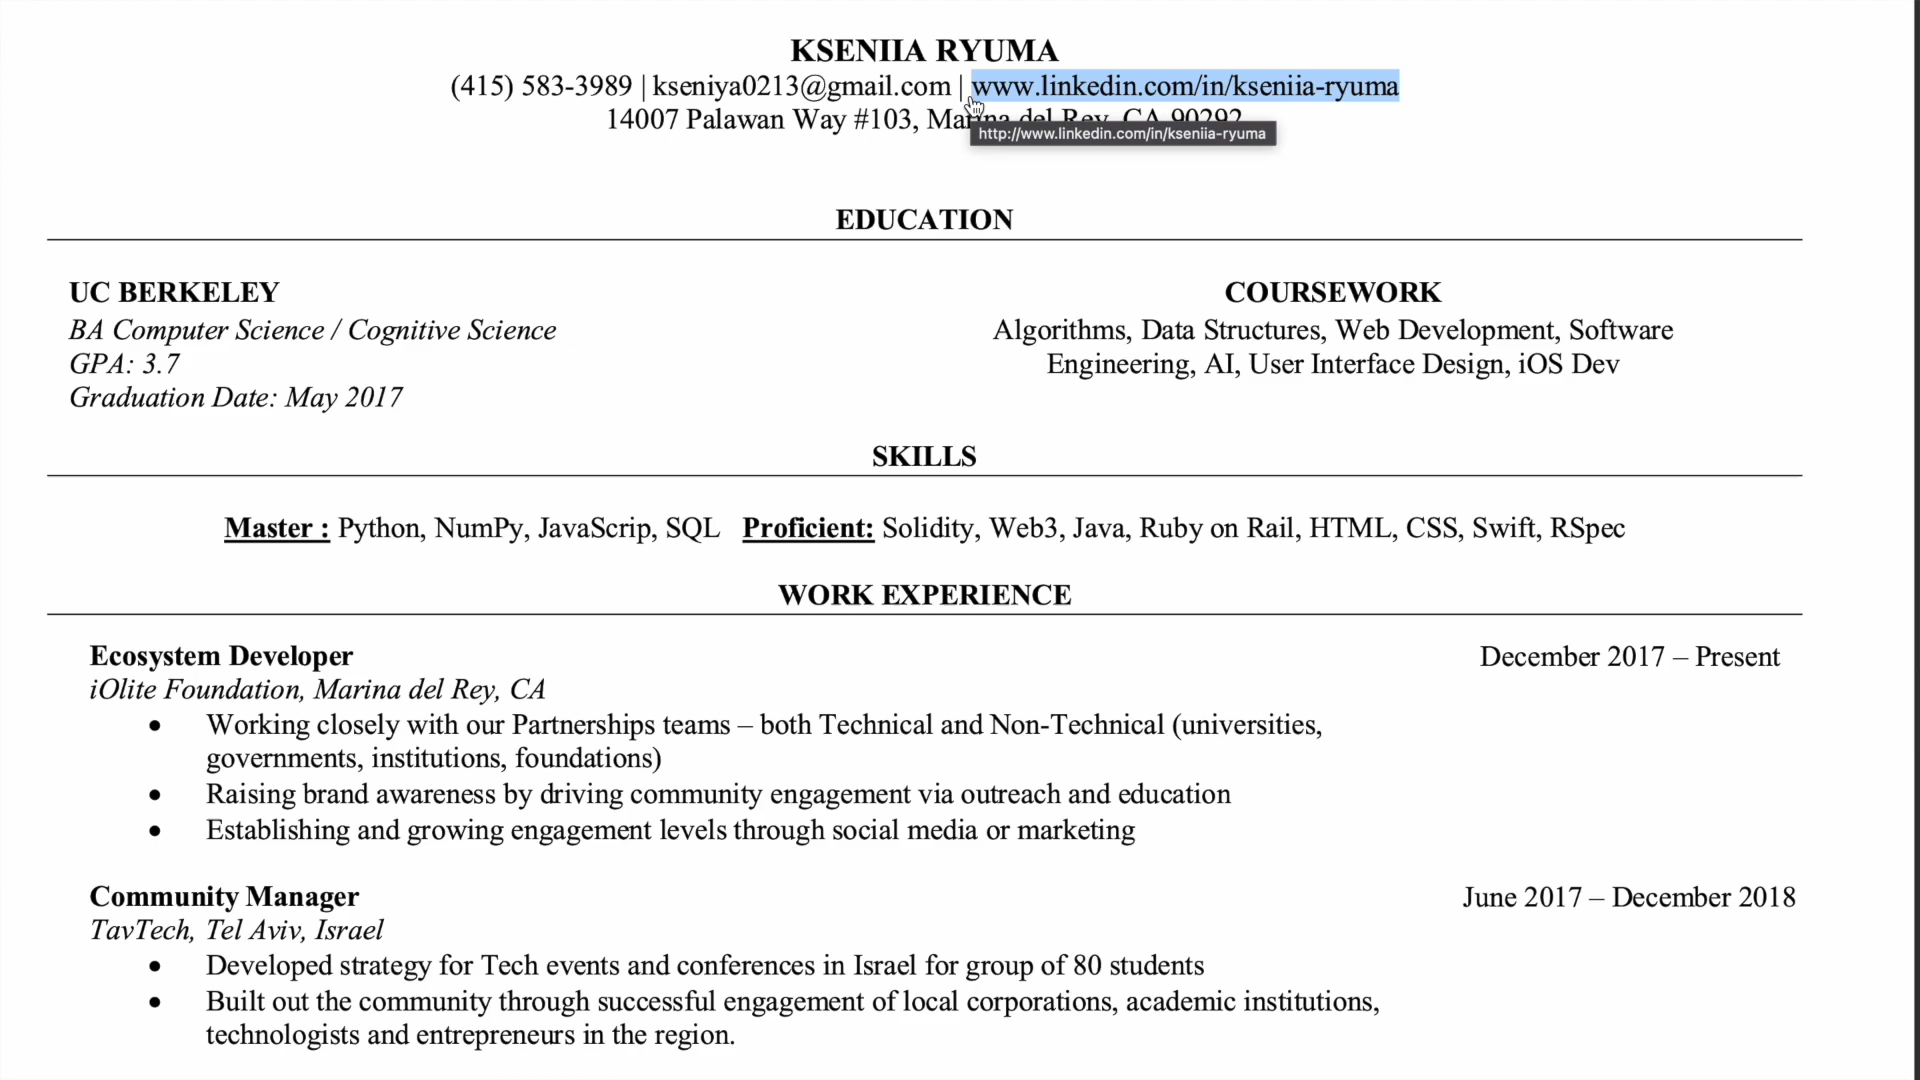 KSENIIA RYUMA
(415) 583-3989 | kseniya0213@gmail.com | www.linkedin.com/in/kseniia-ryuma
14007 Palawan Way #103, Marina del Rey, CA 90292
http://www.linkedin.com/in/kseniia-ryuma
EDUCATION
UC BERKELEY
BA Computer Science / Cognitive Science
GPA: 3.7
Graduation Date: May 2017
COURSEWORK
Algorithms, Data Structures, Web Development, Software
Engineering, AI, User Interface Design, iOS Dev
SKILLS
Master : Python, NumPy, JavaScrip, SQL Proficient: Solidity, Web3, Java, Ruby on Rail, HTML, CSS, Swift, RSpec
WORK EXPERIENCE
Ecosystem Developer December 2017 – Present
iOlite Foundation, Marina del Rey, CA
• Working closely with our Partnerships teams – both Technical and Non-Technical (universities,
governments, institutions, foundations)
• Raising brand awareness by driving community engagement via outreach and education
• Establishing and growing engagement levels through social media or marketing
Community Manager June 2017 – December 2018
TavTech, Tel Aviv, Israel
• Developed strategy for Tech events and conferences in Israel for group of 80 students
• Built out the community through successful engagement of local corporations, academic institutions,
technologists and entrepreneurs in the region.